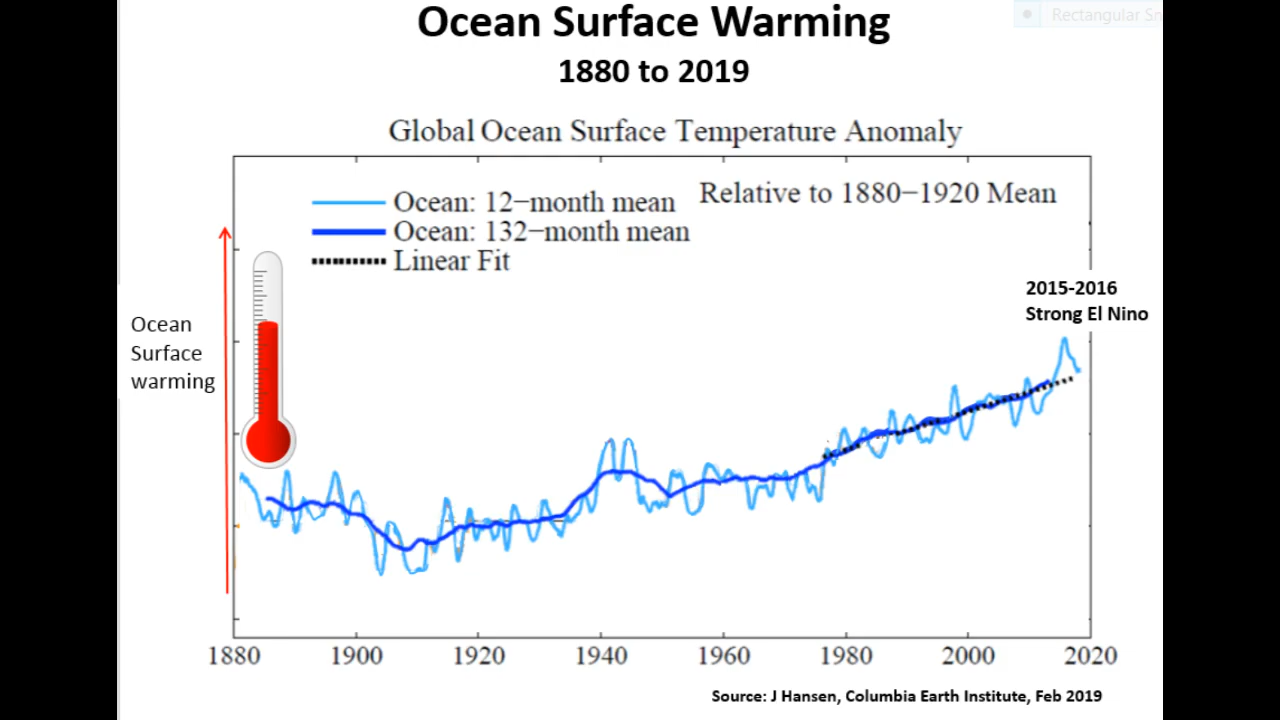 Ocean Surface Warming
Rectangular Sn
1880 to 2019
Global Ocean Surface Temperature Anomaly
Ocean: 12−month mean
Relative to 1880−1920 Mean
Ocean: 132−month mean
Linear Fit
2015-2016
Strong El Nino
Ocean
Surface
warming
1880 1900 1920 1940 1960 1980 2000 2020
Source: J Hansen, Columbia Earth Institute, Feb 2019